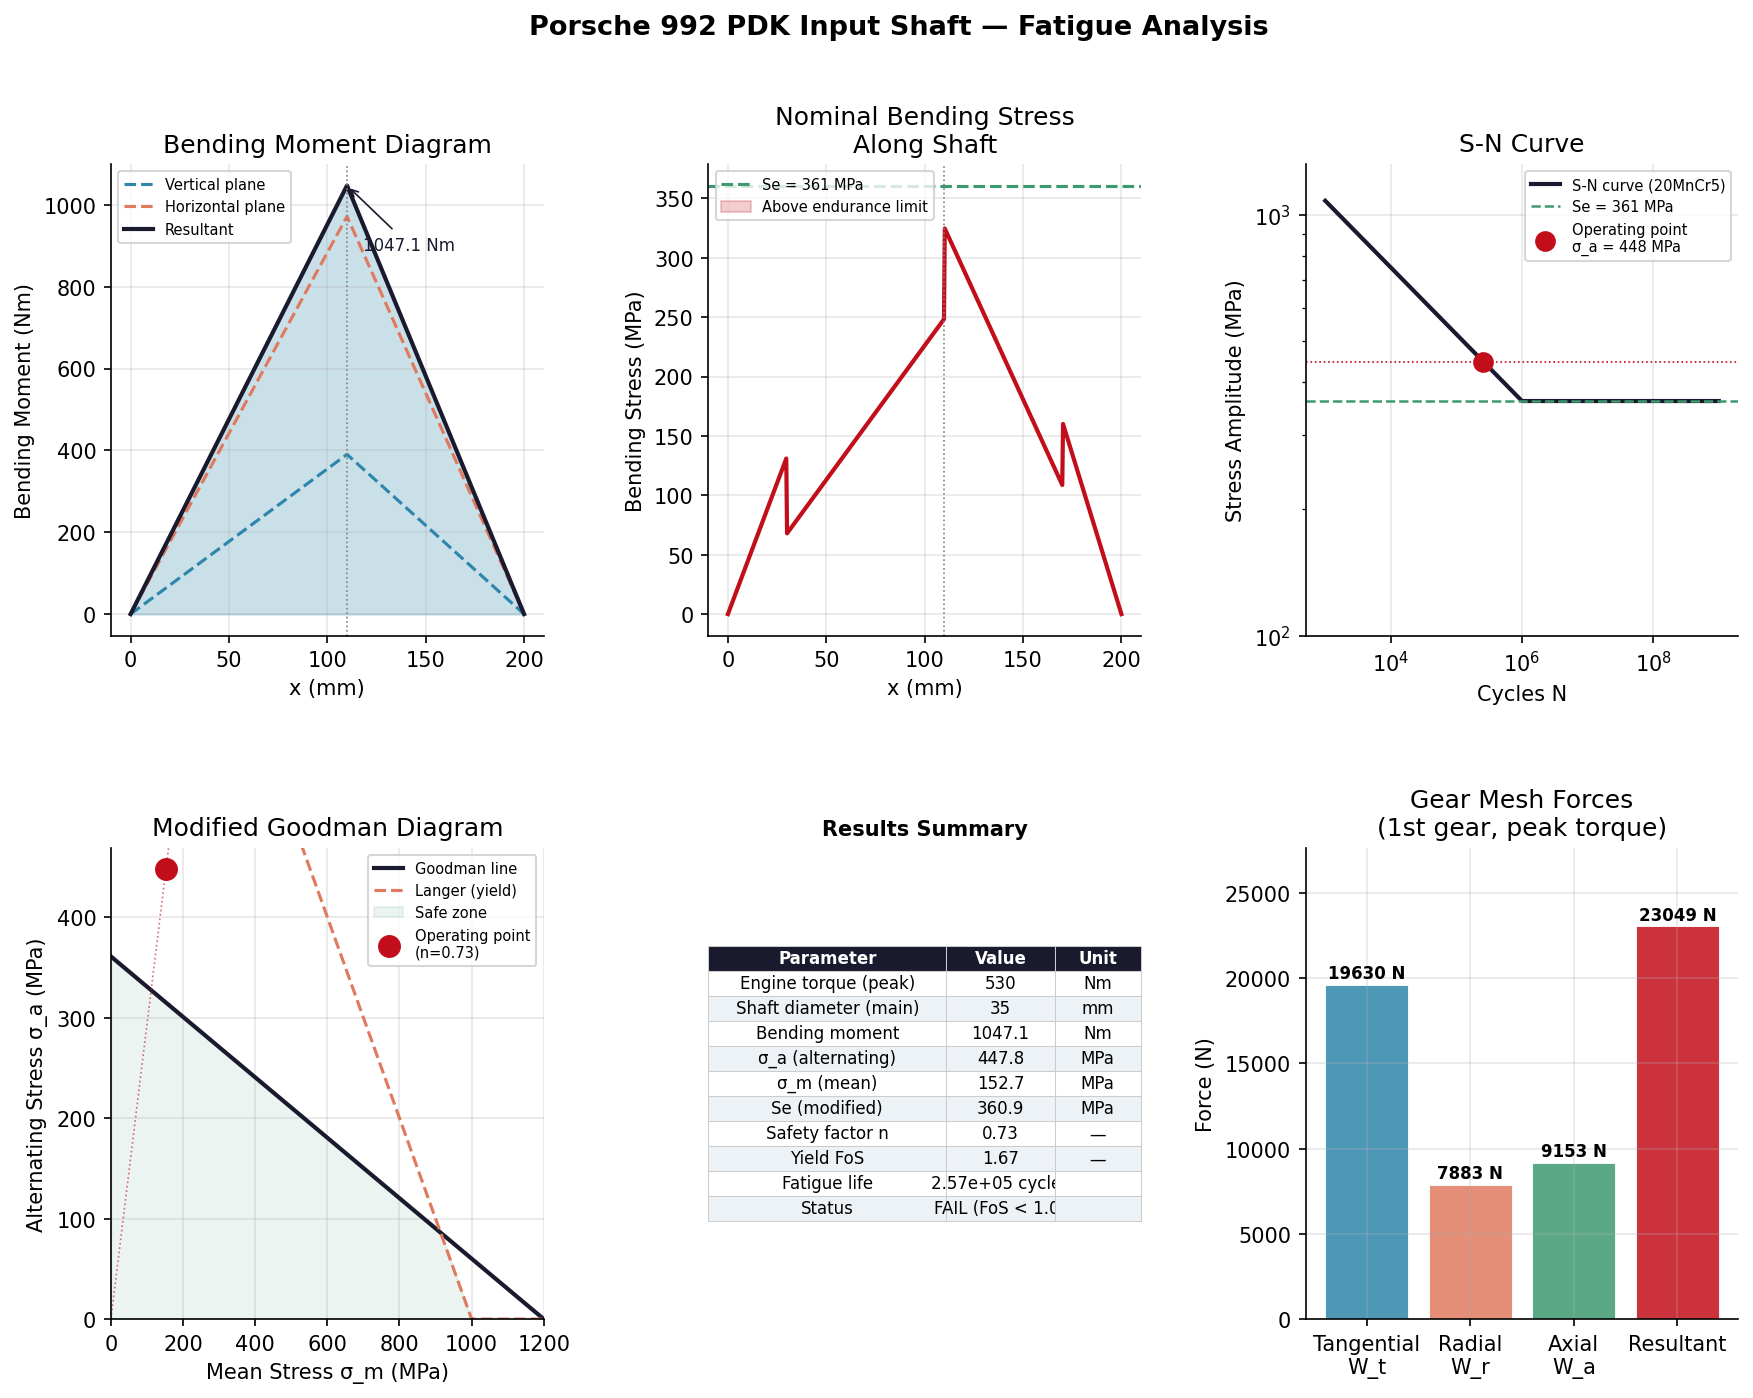 Porsche 992 PDK Input Shaft — Fatigue Analysis
Bending Moment Diagram
Vertical plane
Horizontal plane
Resultant
1047.1 Nm
Bending Moment (Nm)
1000
800
600
400
200
0
0 50 100 150 200
x (mm)
Nominal Bending Stress
Along Shaft
Se = 361 MPa
Above endurance limit
Bending Stress (MPa)
350
300
250
200
150
100
50
0
0 50 100 150 200
x (mm)
S-N Curve
S-N curve (20MnCr5)
Se = 361 MPa
Operating point
σ_a = 448 MPa
Stress Amplitude (MPa)
10³
10²
10⁴ 10⁶ 10⁸
Cycles N
Modified Goodman Diagram
Goodman line
Langer (yield)
Safe zone
Operating point
(n=0.73)
Alternating Stress σ_a (MPa)
400
300
200
100
0
0 200 400 600 800 1000 1200
Mean Stress σ_m (MPa)
Results Summary
Parameter Value Unit
Engine torque (peak) 530 Nm
Shaft diameter (main) 35 mm
Bending moment 1047.1 Nm
σ_a (alternating) 447.8 MPa
σ_m (mean) 152.7 MPa
Se (modified) 360.9 MPa
Safety factor n 0.73 —
Yield FoS 1.67 —
Fatigue life 2.57e+05 cycle
Status FAIL (FoS < 1.0
Gear Mesh Forces
(1st gear, peak torque)
Force (N)
25000
20000
15000
10000
5000
0
19630 N
7883 N
9153 N
23049 N
Tangential Radial Axial Resultant
W_t W_r W_a